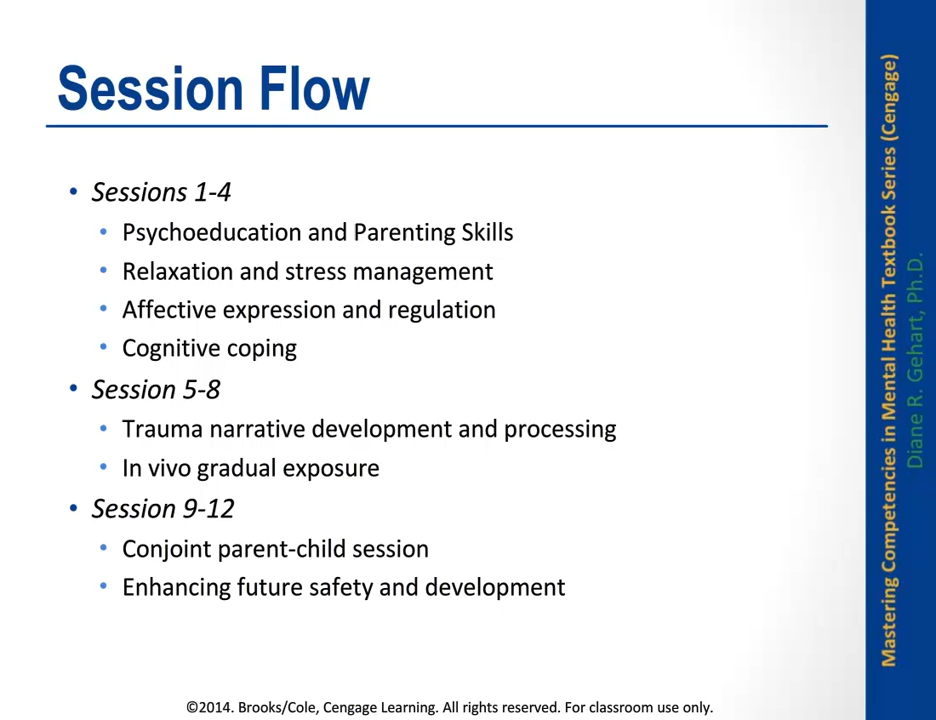 Session Flow
• Sessions 1-4
• Psychoeducation and Parenting Skills
• Relaxation and stress management
• Affective expression and regulation
• Cognitive coping
• Session 5-8
• Trauma narrative development and processing
• In vivo gradual exposure
• Session 9-12
• Conjoint parent-child session
• Enhancing future safety and development
©2014. Brooks/Cole, Cengage Learning. All rights reserved. For classroom use only.
Mastering Competencies in Mental Health Textbook Series (Cengage)
Diane R. Gehart, Ph.D.